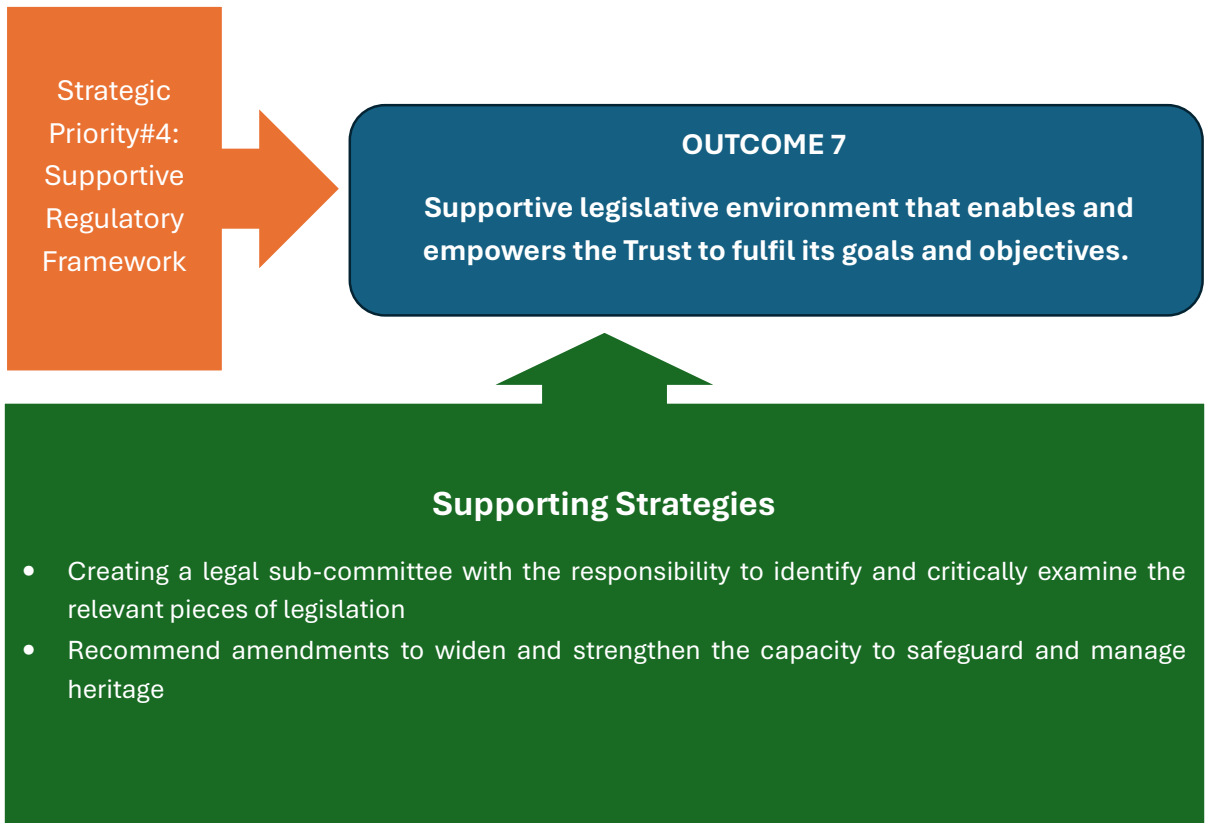 Strategic
Priority#4:
Supportive
Regulatory
Framework
OUTCOME 7
Supportive legislative environment that enables and
empowers the Trust to fulfil its goals and objectives.
Supporting Strategies
• Creating a legal sub-committee with the responsibility to identify and critically examine the
relevant pieces of legislation
• Recommend amendments to widen and strengthen the capacity to safeguard and manage
heritage